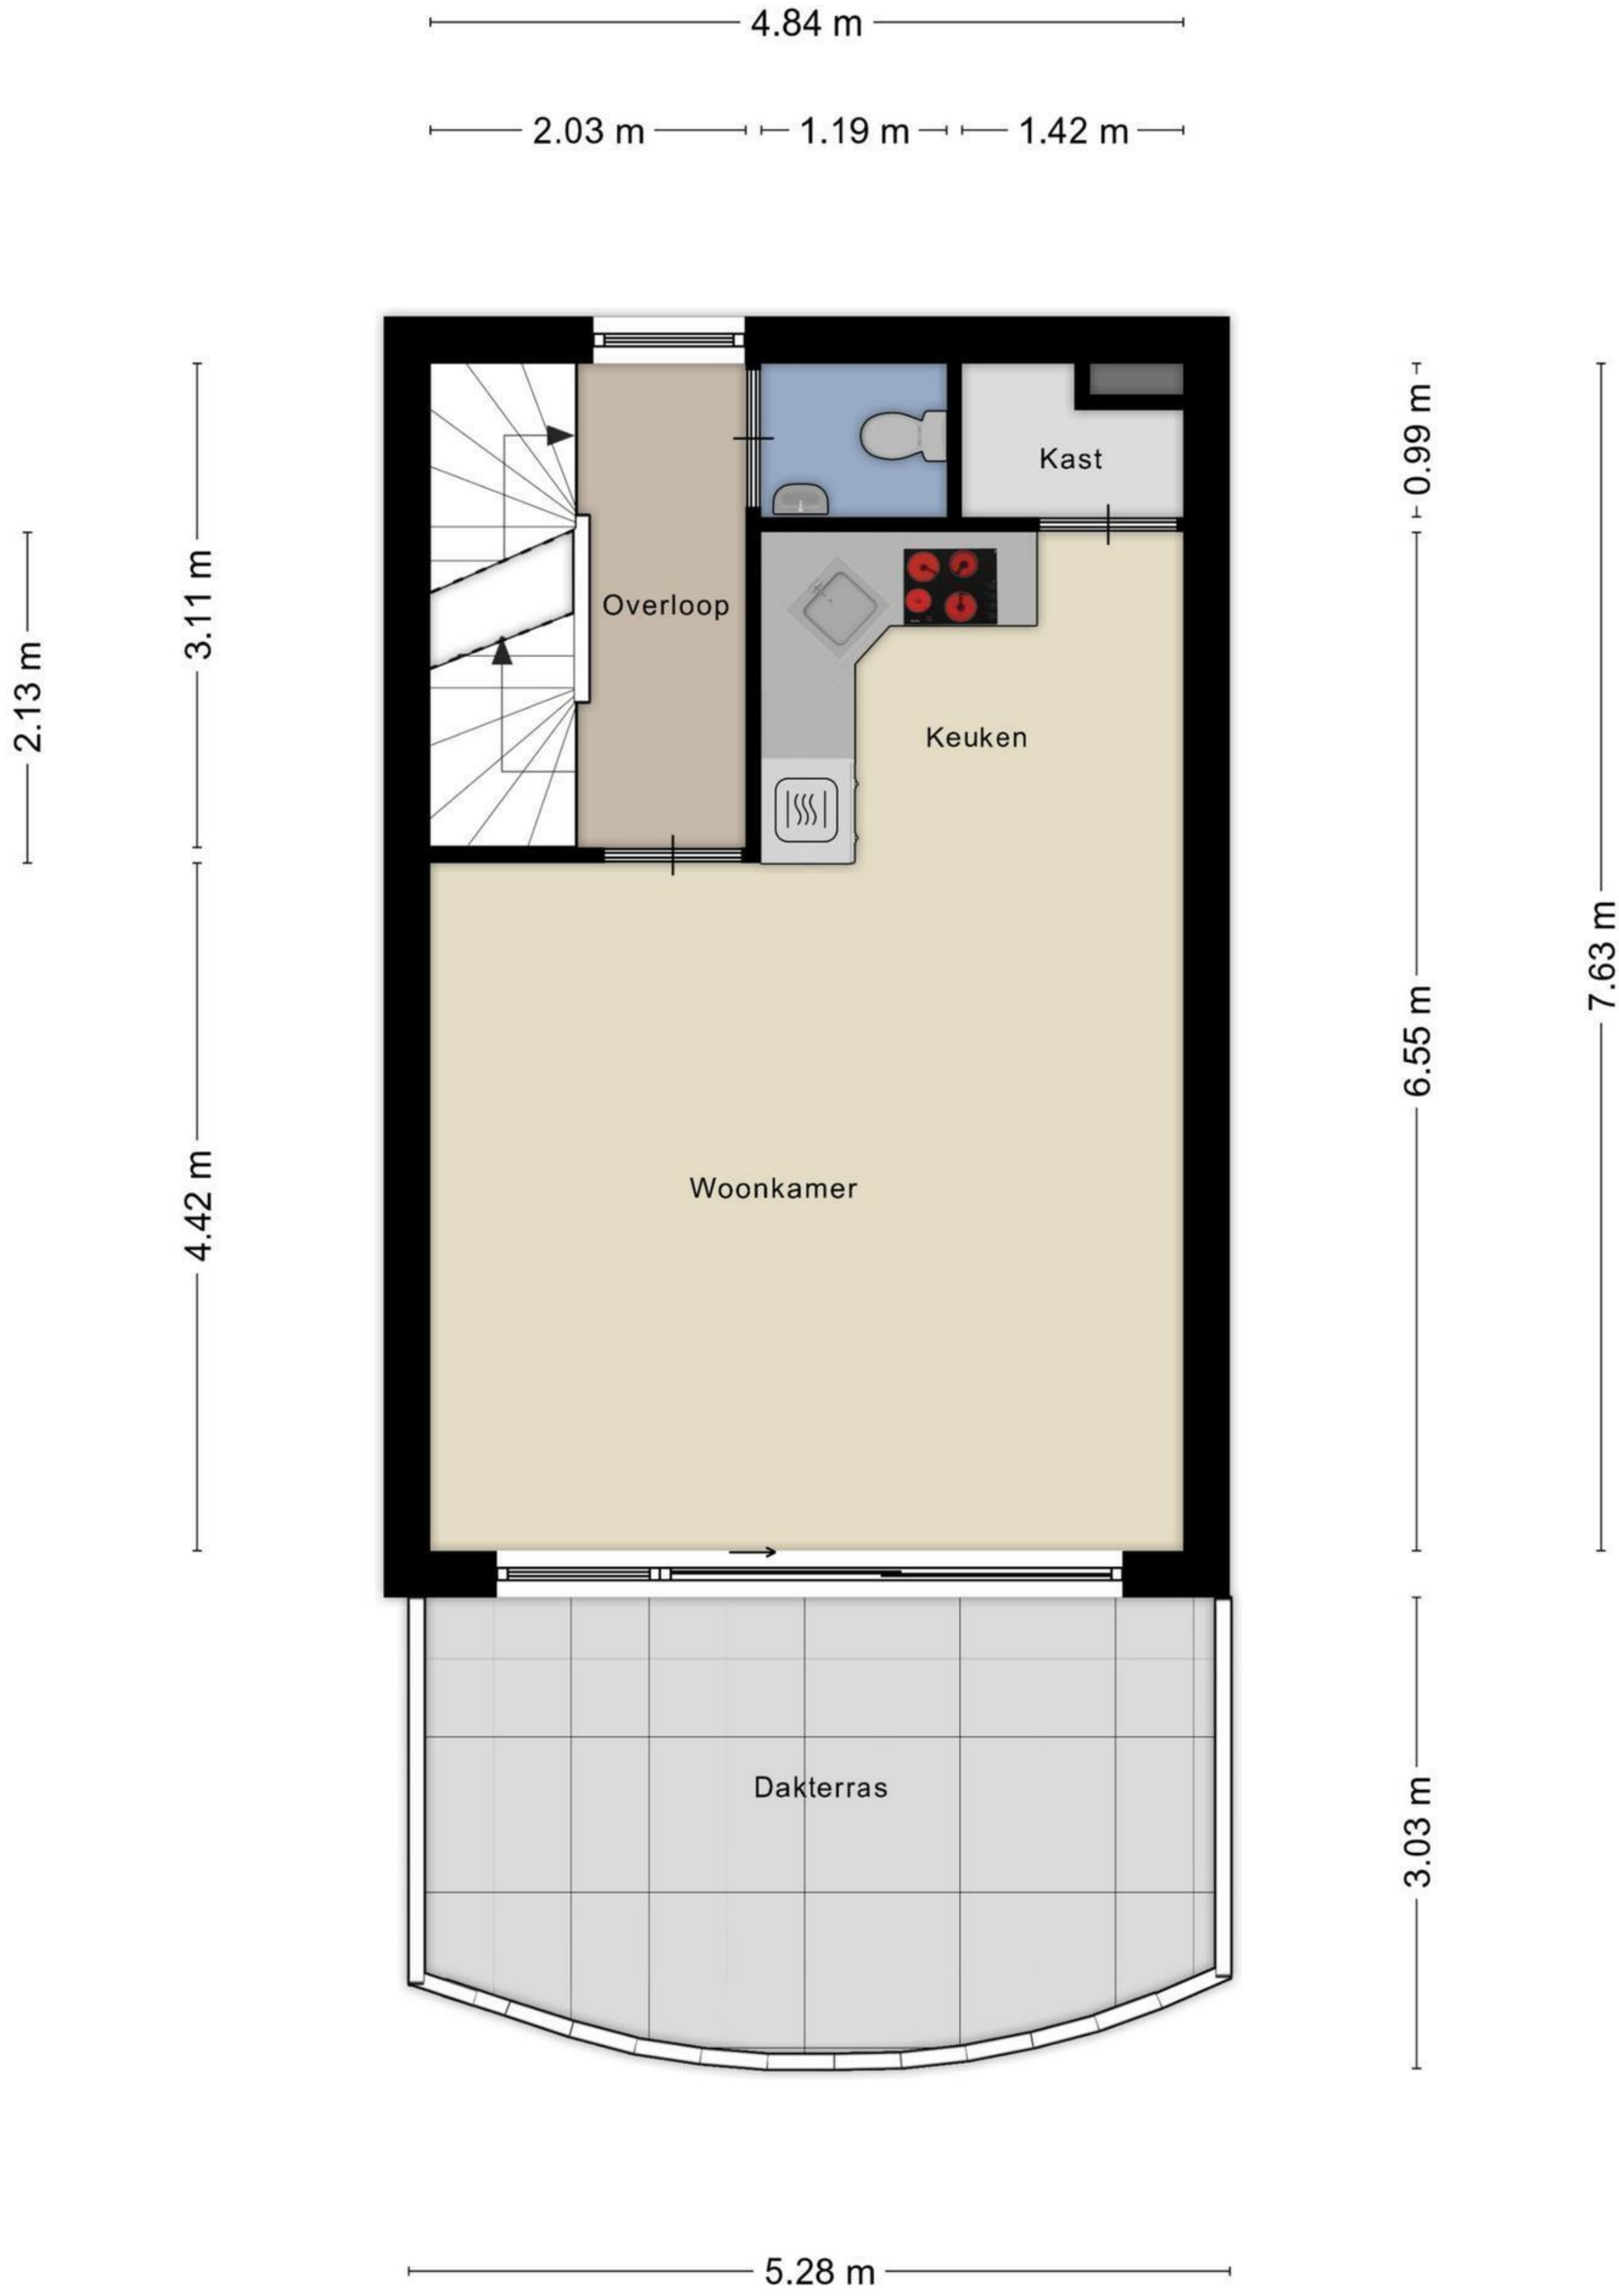 4.84 m
2.03 m
1.19 m
1.42 m
0.99 m
Kast
3.11 m
Overloop
2.13 m
Keuken
7.63 m
6.55 m
4.42 m
Woonkamer
Dakterras
3.03 m
5.28 m